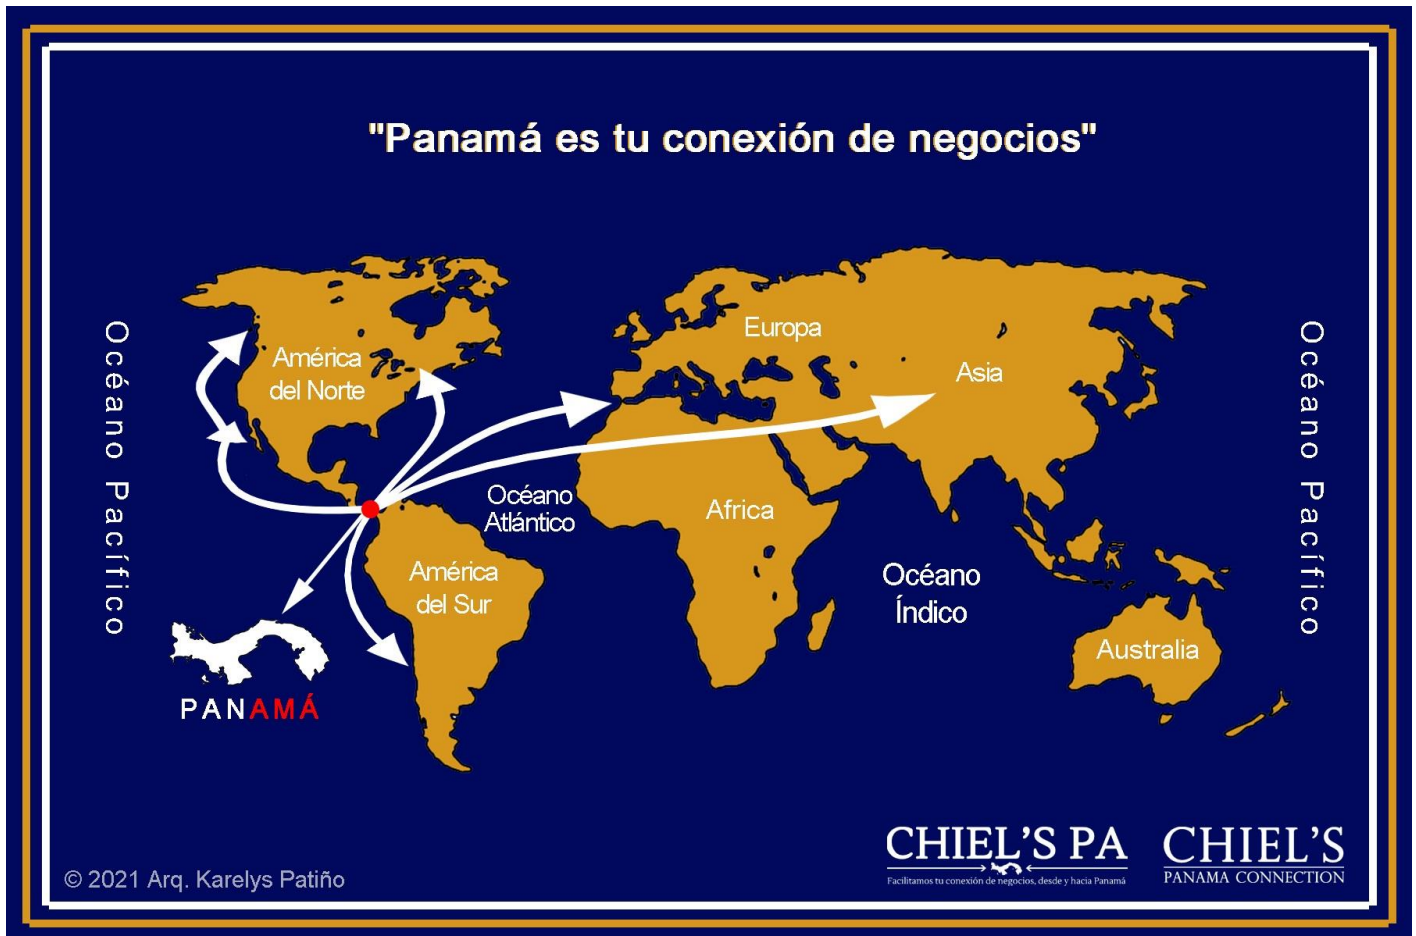 "Panamá es tu conexión de negocios"
Océano Pacífico
América
del Norte
Europa
Asia
Océano
Atlántico
Africa
América
del Sur
Océano
Índico
Australia
Océano Pacífico
PANAMÁ
CHIEL'S PA
Facilitamos tu conexión de negocios, desde y hacia Panamá
CHIEL'S
PANAMA CONNECTION
© 2021 Arq. Karelys Patiño